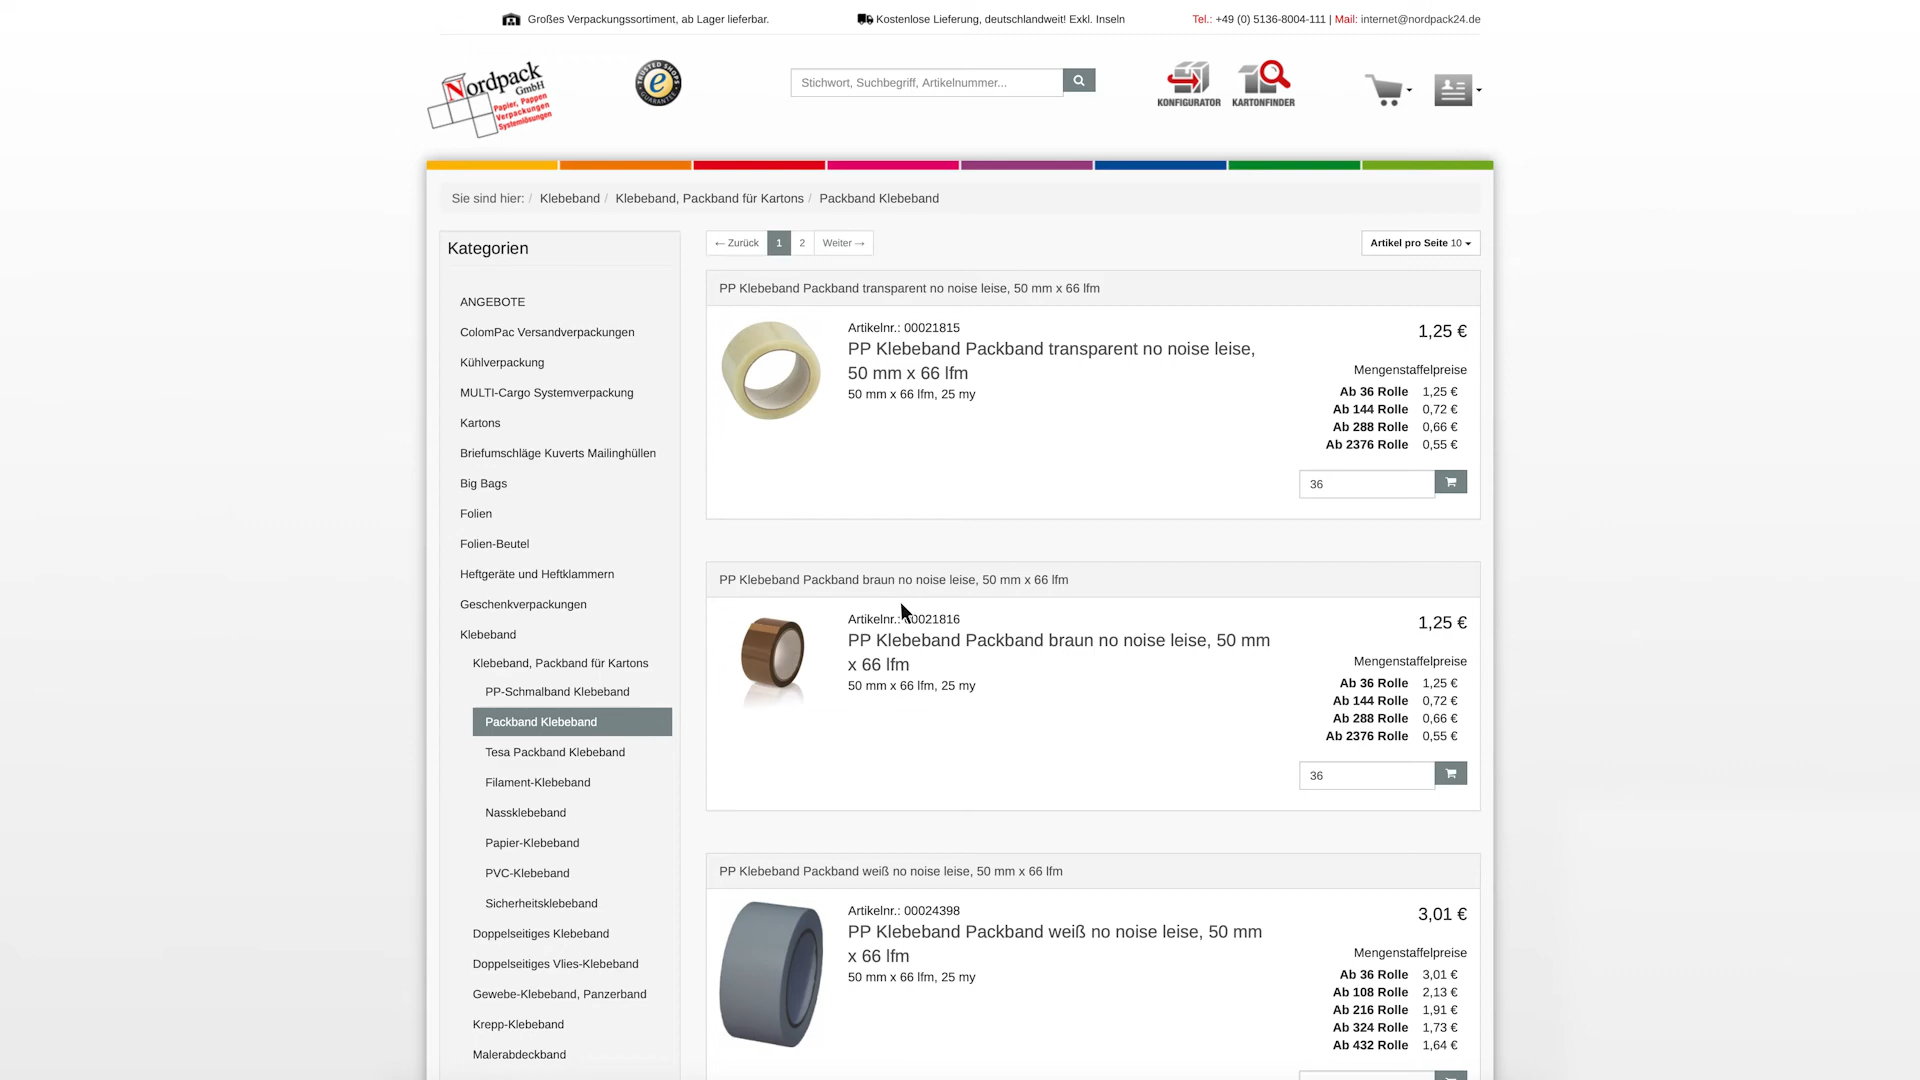 Großes Verpackungssortiment, ab Lager lieferbar.
Kostenlose Lieferung, deutschlandweit! Exkl. Inseln
Tel.: +49 (0) 5136-8004-111 | Mail: internet@nordpack24.de
Nordpack
GmbH
Papier, Pappen
Verpackungen
Systemlösungen
TRUSTED SHOPS
GUARANTEE
Stichwort, Suchbegriff, Artikelnummer...
KONFIGURATOR
KARTONFINDER
Sie sind hier: / Klebeband / Klebeband, Packband für Kartons / Packband Klebeband
Kategorien
ANGEBOTE
ColomPac Versandverpackungen
Kühlverpackung
MULTI-Cargo Systemverpackung
Kartons
Briefumschläge Kuverts Mailinghüllen
Big Bags
Folien
Folien-Beutel
Heftgeräte und Heftklammern
Geschenkverpackungen
Klebeband
Klebeband, Packband für Kartons
PP-Schmalband Klebeband
Packband Klebeband
Tesa Packband Klebeband
Filament-Klebeband
Nassklebeband
Papier-Klebeband
PVC-Klebeband
Sicherheitsklebeband
Doppelseitiges Klebeband
Doppelseitiges Vlies-Klebeband
Gewebe-Klebeband, Panzerband
Krepp-Klebeband
Malerabdeckband
← Zurück 1 2 Weiter →
Artikel pro Seite 10
PP Klebeband Packband transparent no noise leise, 50 mm x 66 lfm
Artikelnr.: 00021815
PP Klebeband Packband transparent no noise leise,
50 mm x 66 lfm
50 mm x 66 lfm, 25 my
1,25 €
Mengenstaffelpreise
Ab 36 Rolle 1,25 €
Ab 144 Rolle 0,72 €
Ab 288 Rolle 0,66 €
Ab 2376 Rolle 0,55 €
36
PP Klebeband Packband braun no noise leise, 50 mm x 66 lfm
Artikelnr.: 00021816
PP Klebeband Packband braun no noise leise, 50 mm
x 66 lfm
50 mm x 66 lfm, 25 my
1,25 €
Mengenstaffelpreise
Ab 36 Rolle 1,25 €
Ab 144 Rolle 0,72 €
Ab 288 Rolle 0,66 €
Ab 2376 Rolle 0,55 €
36
PP Klebeband Packband weiß no noise leise, 50 mm x 66 lfm
Artikelnr.: 00024398
PP Klebeband Packband weiß no noise leise, 50 mm
x 66 lfm
50 mm x 66 lfm, 25 my
3,01 €
Mengenstaffelpreise
Ab 36 Rolle 3,01 €
Ab 108 Rolle 2,13 €
Ab 216 Rolle 1,91 €
Ab 324 Rolle 1,73 €
Ab 432 Rolle 1,64 €